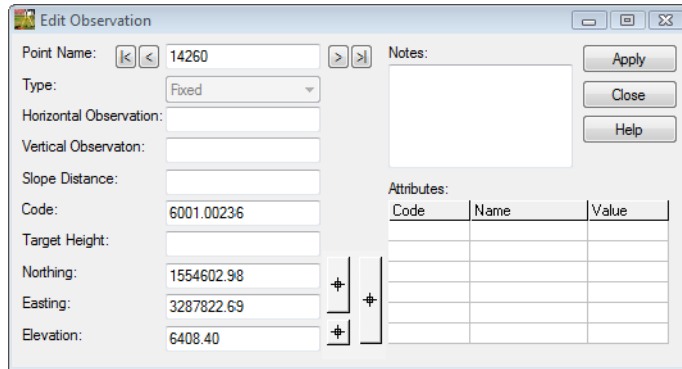 Edit Observation
Point Name: |< < 14260 > >|
Type: Fixed
Horizontal Observation:
Vertical Observaton:
Slope Distance:
Code: 6001.00236
Target Height:
Northing: 1554602.98
Easting: 3287822.69
Elevation: 6408.40
Notes:
Apply
Close
Help
Attributes:
Code Name Value